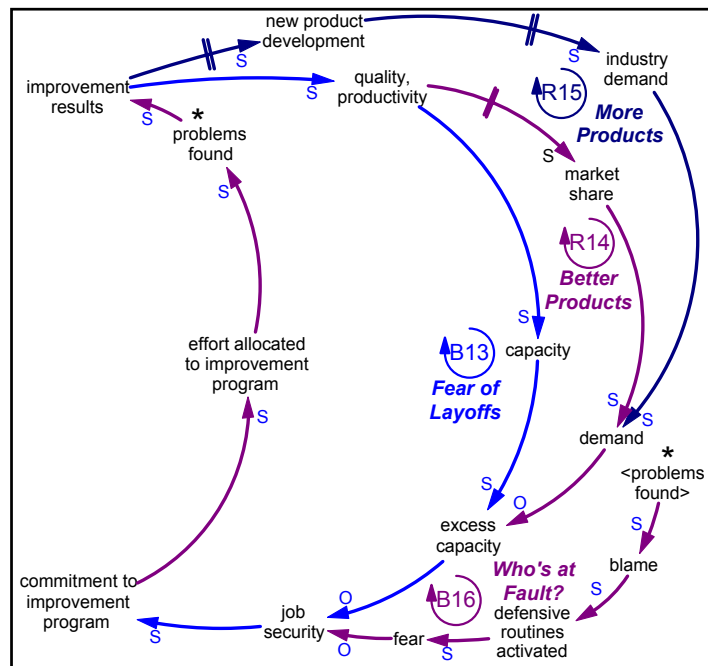 new product
development
S
S
industry
demand
improvement
results
S
quality,
productivity
R15
More
Products
S
*
problems
found
S
S
market
share
R14
Better
Products
S
effort allocated
to improvement
program
S
capacity
B13
Fear of
Layoffs
S
S
S
demand
*
<problems
found>
S
O
excess
capacity
S
blame
Who's at
Fault?
S
B16
commitment to
improvement
program
S
job
security
O
O
fear
S
defensive
routines
activated